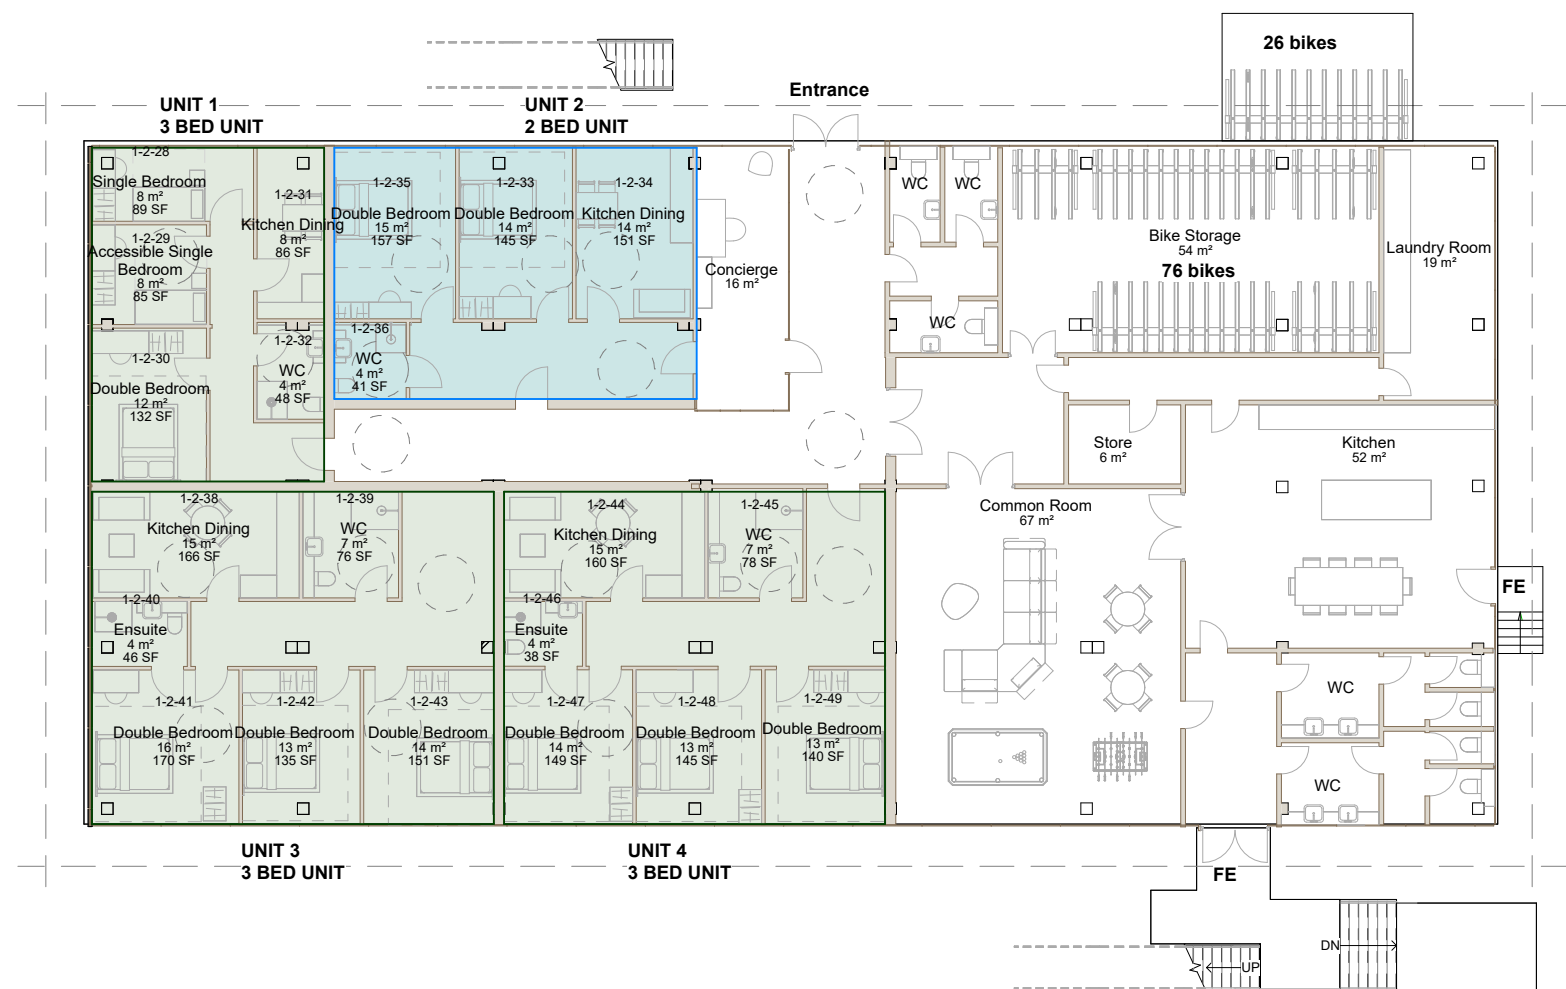 26 bikes
Entrance
UNIT 1
3 BED UNIT
UNIT 2
2 BED UNIT
1-2-28
Single Bedroom
8 m²
89 SF
1-2-31
Kitchen Dining
8 m²
86 SF
1-2-29
Accessible Single
Bedroom
8 m²
85 SF
1-2-30
Double Bedroom
12 m²
132 SF
1-2-32
WC
4 m²
48 SF
1-2-35
Double Bedroom
15 m²
157 SF
1-2-33
Double Bedroom
14 m²
145 SF
1-2-34
Kitchen Dining
14 m²
151 SF
1-2-36
WC
4 m²
41 SF
Concierge
16 m²
WC
WC
WC
Bike Storage
54 m²
76 bikes
Laundry Room
19 m²
Store
6 m²
Kitchen
52 m²
Common Room
67 m²
1-2-38
Kitchen Dining
15 m²
166 SF
1-2-39
WC
7 m²
76 SF
1-2-40
Ensuite
4 m²
46 SF
1-2-41
Double Bedroom
16 m²
170 SF
1-2-42
Double Bedroom
13 m²
135 SF
1-2-43
Double Bedroom
14 m²
151 SF
1-2-44
Kitchen Dining
15 m²
160 SF
1-2-45
WC
7 m²
78 SF
1-2-46
Ensuite
4 m²
38 SF
1-2-47
Double Bedroom
14 m²
149 SF
1-2-48
Double Bedroom
13 m²
145 SF
1-2-49
Double Bedroom
13 m²
140 SF
FE
WC
WC
UNIT 3
3 BED UNIT
UNIT 4
3 BED UNIT
FE
DN
UP